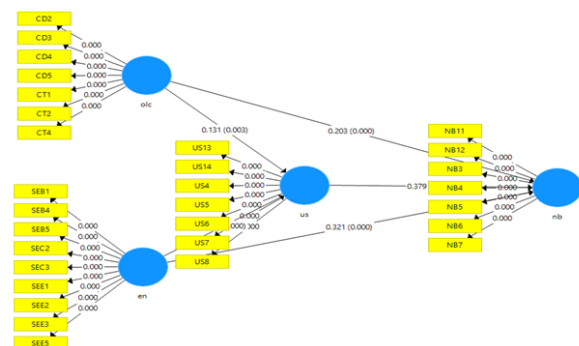 CD2
CD3
CD4
CD5
CT1
CT2
CT4
0.000
0.000
0.000
0.000
0.000
0.000
0.000
olc
0.131 (0.003)
0.203 (0.000)
US13
US14
US4
US5
US6
US7
US8
0.000
0.000
0.000
0.000
0.000
us
0.379
0.321 (0.000)
NB11
NB12
NB3
NB4
NB5
NB6
NB7
0.000
0.000
0.000
0.000
0.000
0.000
0.000
nb
SEB1
SEB4
SEB5
SEC2
SEC3
SEE1
SEE2
SEE3
SEE5
0.000
0.000
0.000
0.000
0.000
0.000
0.000
0.000
0.000
en